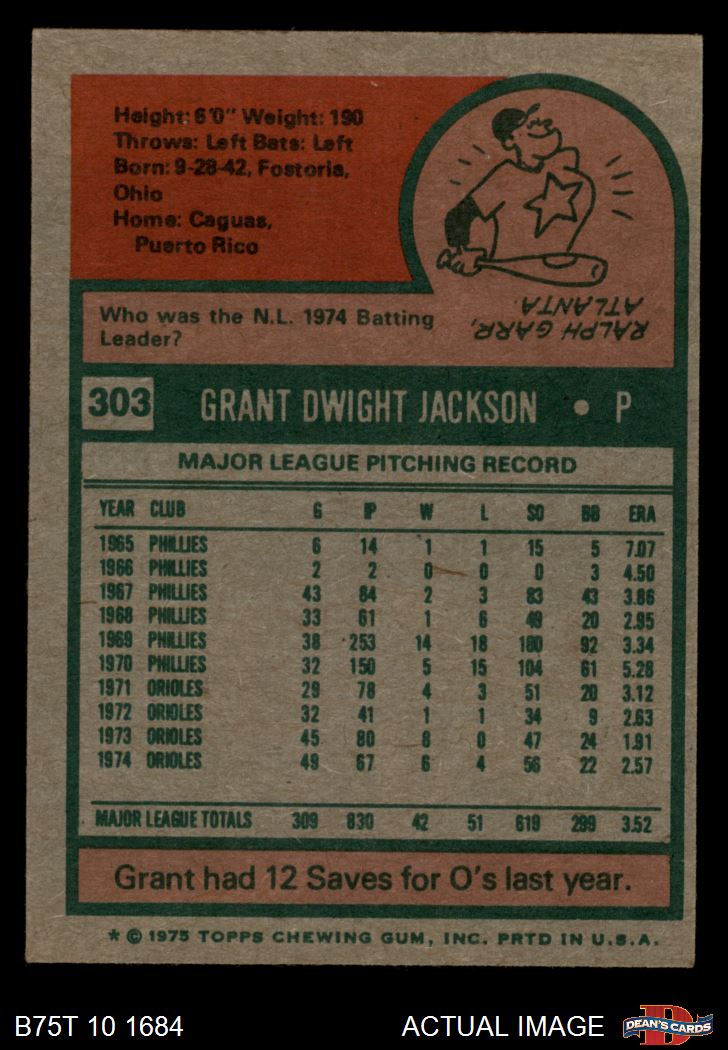 Height: 6'0" Weight: 190
Throws: Left Bats: Left
Born: 9-28-42, Fostoria,
Ohio
Home: Caguas,
Puerto Rico
Who was the N.L. 1974 Batting
Leader?
RALPH GARR,
ATLANTA.
303 GRANT DWIGHT JACKSON • P
MAJOR LEAGUE PITCHING RECORD
YEAR CLUB G IP W L SO BB ERA
1965 PHILLIES 6 14 1 1 15 5 7.07
1966 PHILLIES 2 2 0 0 0 3 4.50
1967 PHILLIES 43 84 2 3 83 43 3.86
1968 PHILLIES 33 61 1 6 49 20 2.95
1969 PHILLIES 38 253 14 18 180 92 3.34
1970 PHILLIES 32 150 5 15 104 61 5.28
1971 ORIOLES 29 78 4 3 51 20 3.12
1972 ORIOLES 32 41 1 1 34 9 2.63
1973 ORIOLES 45 80 8 0 47 24 1.91
1974 ORIOLES 49 67 6 4 56 22 2.57
MAJOR LEAGUE TOTALS 309 830 42 51 619 299 3.52
Grant had 12 Saves for O's last year.
* © 1975 TOPPS CHEWING GUM, INC. PRTD IN U.S.A.
B75T 10 1684 ACTUAL IMAGE
D
DEAN'S CARDS